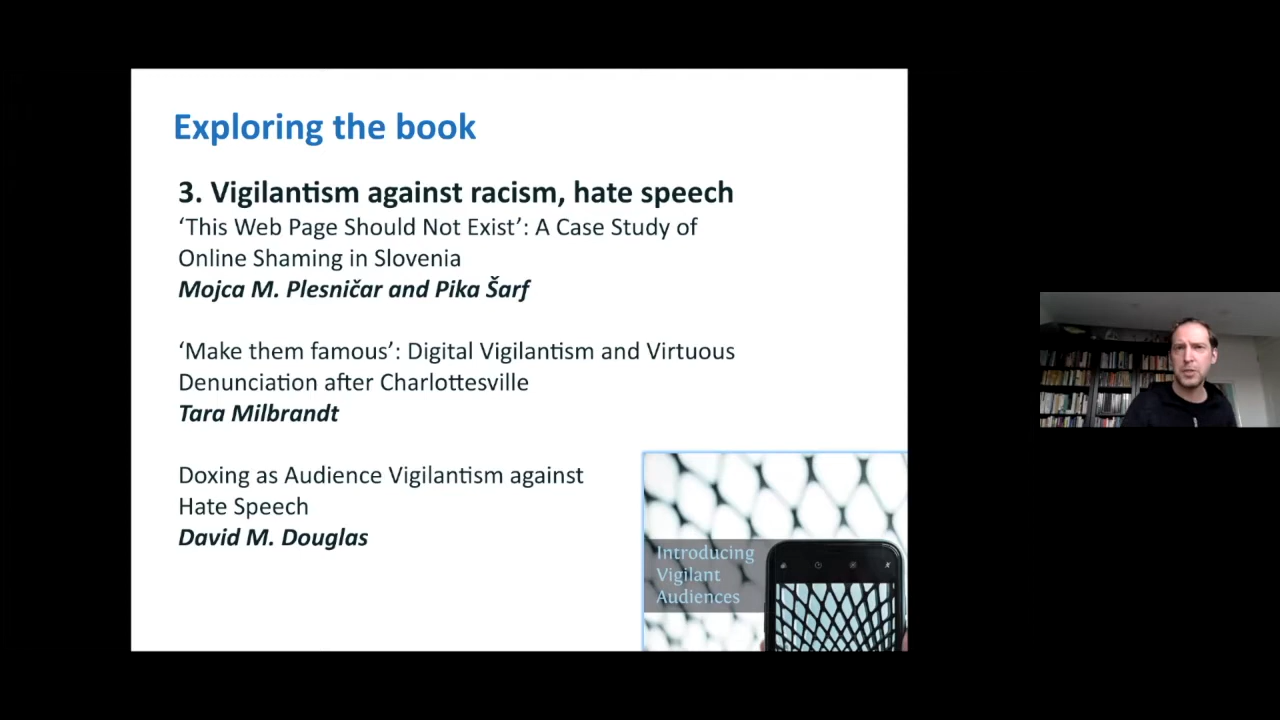 Exploring the book
3. Vigilantism against racism, hate speech
‘This Web Page Should Not Exist’: A Case Study of
Online Shaming in Slovenia
Mojca M. Plesničar and Pika Šarf
‘Make them famous’: Digital Vigilantism and Virtuous
Denunciation after Charlottesville
Tara Milbrandt
Doxing as Audience Vigilantism against
Hate Speech
David M. Douglas
Introducing
Vigilant
Audiences